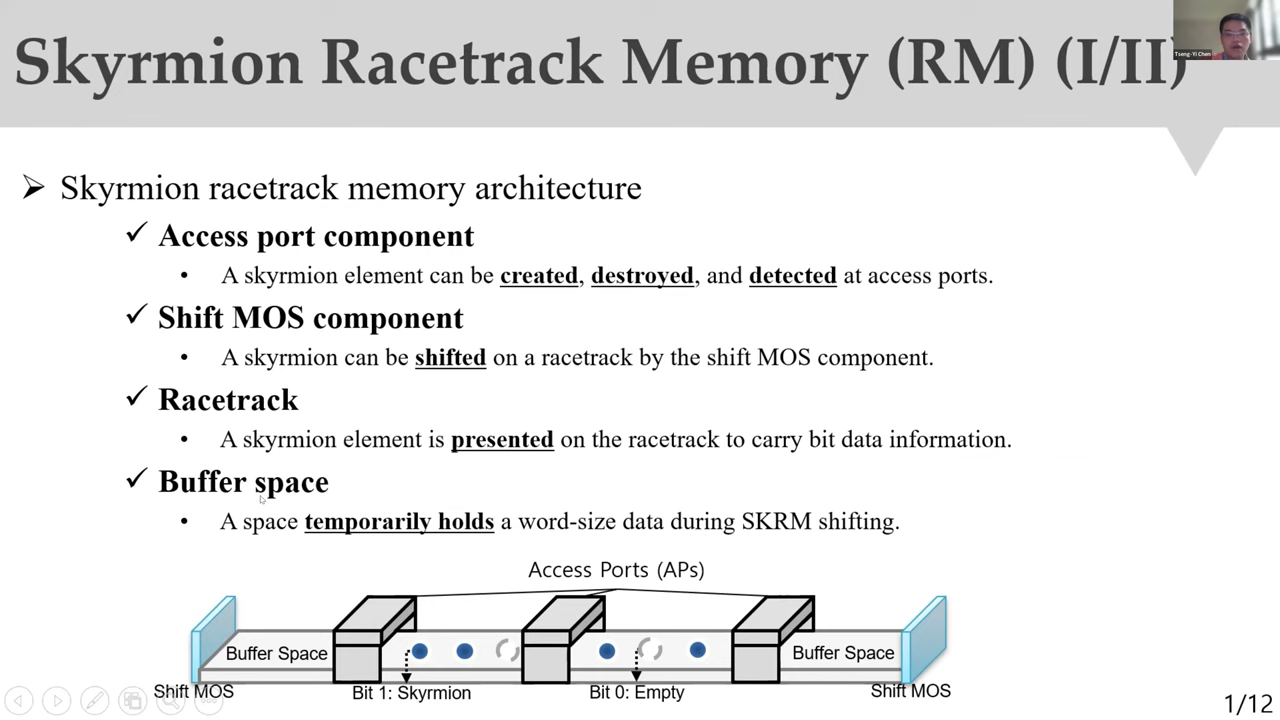 Skyrmion Racetrack Memory (RM) (I/II)
Tseng-Yi Chen
Skyrmion racetrack memory architecture
Access port component
A skyrmion element can be created, destroyed, and detected at access ports.
Shift MOS component
A skyrmion can be shifted on a racetrack by the shift MOS component.
Racetrack
A skyrmion element is presented on the racetrack to carry bit data information.
Buffer space
A space temporarily holds a word-size data during SKRM shifting.
Access Ports (APs)
Buffer Space
Buffer Space
Shift MOS
Bit 1: Skyrmion
Bit 0: Empty
Shift MOS
1/12